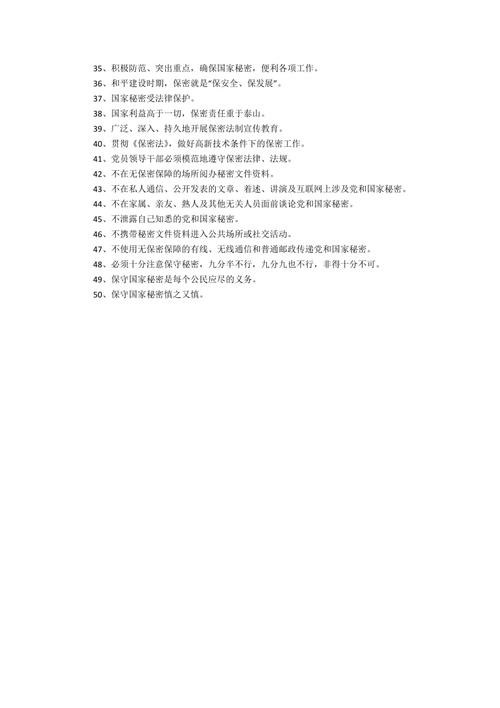 35、积极防范、突出重点，确保国家秘密，便利各项工作。
36、和平建设时期，保密就是“保安全、保发展”。
37、国家秘密受法律保护。
38、国家利益高于一切，保密责任重于泰山。
39、广泛、深入、持久地开展保密法制宣传教育。
40、贯彻《保密法》，做好高新技术条件下的保密工作。
41、党员领导干部必须模范地遵守保密法律、法规。
42、不在无保密保障的场所阅办秘密文件资料。
43、不在私人通信、公开发表的文章、着述、讲演及互联网上涉及党和国家秘密。
44、不在家属、亲友、熟人及其他无关人员面前谈论党和国家秘密。
45、不泄露自己知悉的党和国家秘密。
46、不携带秘密文件资料进入公共场所或社交活动。
47、不使用无保密保障的有线、无线通信和普通邮政传递党和国家秘密。
48、必须十分注意保守秘密，九分半不行，九分九也不行，非得十分不可。
49、保守国家秘密是每个公民应尽的义务。
50、保守国家秘密慎之又慎。